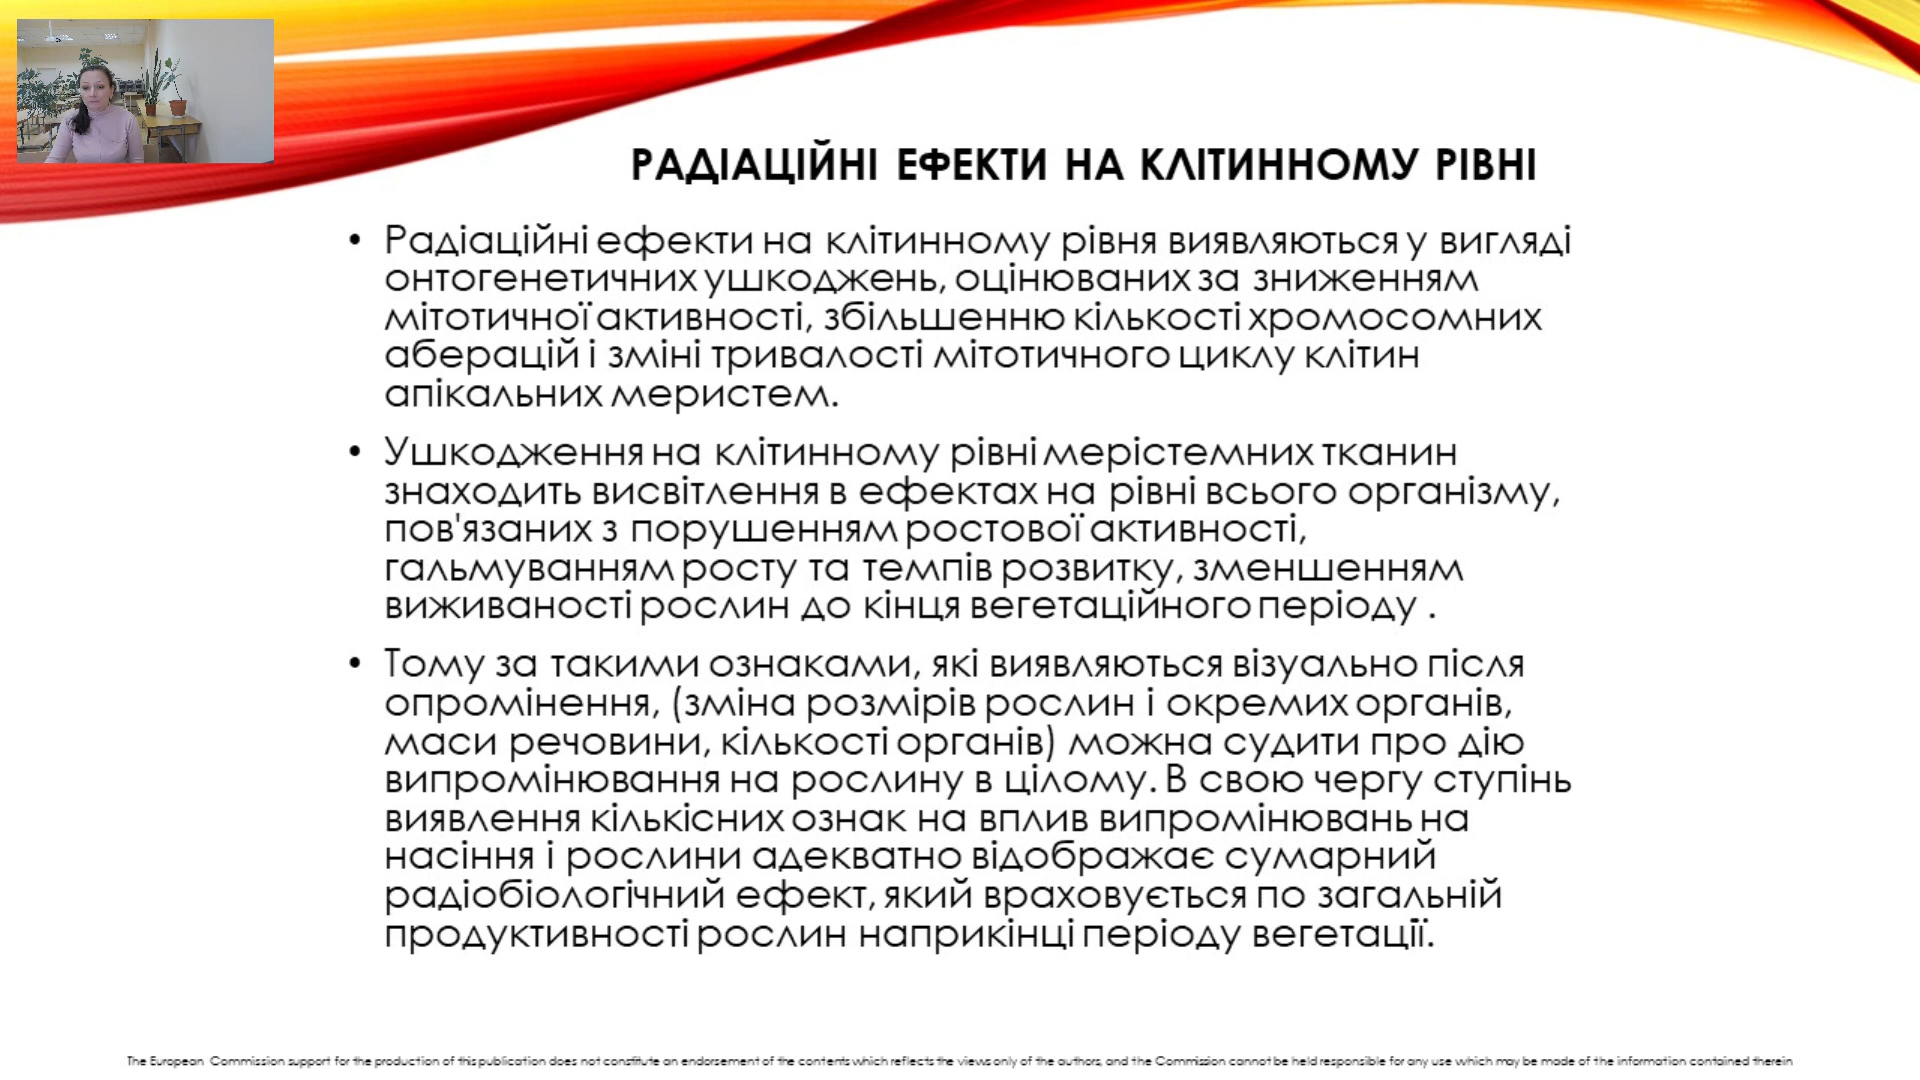 РАДІАЦІЙНІ ЕФЕКТИ НА КЛІТИННОМУ РІВНІ
• Радіаційні ефекти на клітинному рівня виявляються у вигляді
онтогенетичних ушкоджень, оцінюваних за зниженням
мітотичної активності, збільшенню кількості хромосомних
аберацій і зміні тривалості мітотичного циклу клітин
апікальних меристем.
• Ушкодження на клітинному рівні мерістемних тканин
знаходить висвітлення в ефектах на рівні всього організму,
пов'язаних з порушенням ростової активності,
гальмуванням росту та темпів розвитку, зменшенням
виживаності рослин до кінця вегетаційного періоду .
• Тому за такими ознаками, які виявляються візуально після
опромінення, (зміна розмірів рослин і окремих органів,
маси речовини, кількості органів) можна судити про дію
випромінювання на рослину в цілому. В свою чергу ступінь
виявлення кількісних ознак на вплив випромінювань на
насіння і рослини адекватно відображає сумарний
радіобіологічний ефект, який враховується по загальній
продуктивності рослин наприкінці періоду вегетації.
The European Commission support for the production of this publication does not constitute an endorsement of the contents which reflects the views only of the authors, and the Commission cannot be held responsible for any use which may be made of the information contained therein